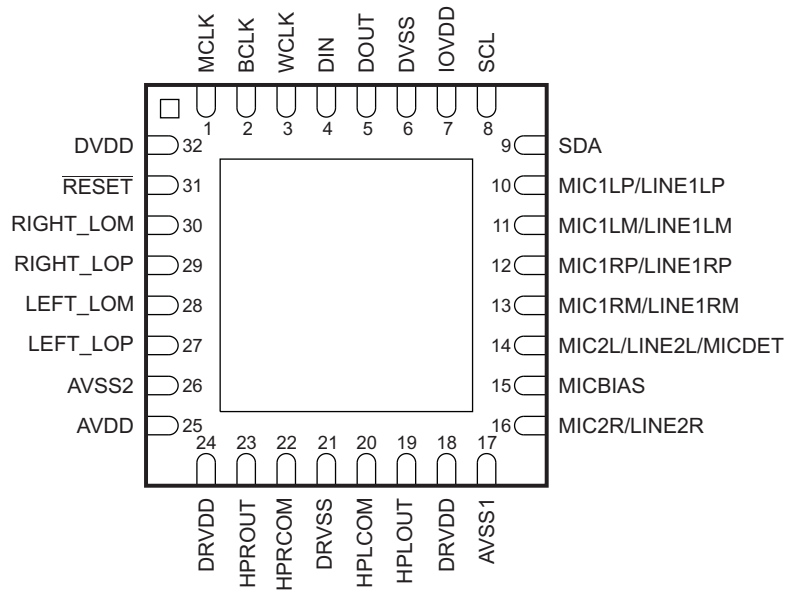 MCLK
BCLK
WCLK
DIN
DOUT
DVSS
IOVDD
SCL
1 2 3 4 5 6 7 8
DVDD 32 9 SDA
RESET 31 10 MIC1LP/LINE1LP
RIGHT_LOM 30 11 MIC1LM/LINE1LM
RIGHT_LOP 29 12 MIC1RP/LINE1RP
LEFT_LOM 28 13 MIC1RM/LINE1RM
LEFT_LOP 27 14 MIC2L/LINE2L/MICDET
AVSS2 26 15 MICBIAS
AVDD 25 16 MIC2R/LINE2R
24 23 22 21 20 19 18 17
DRVDD
HPROUT
HPRCOM
DRVSS
HPLCOM
HPLOUT
DRVDD
AVSS1